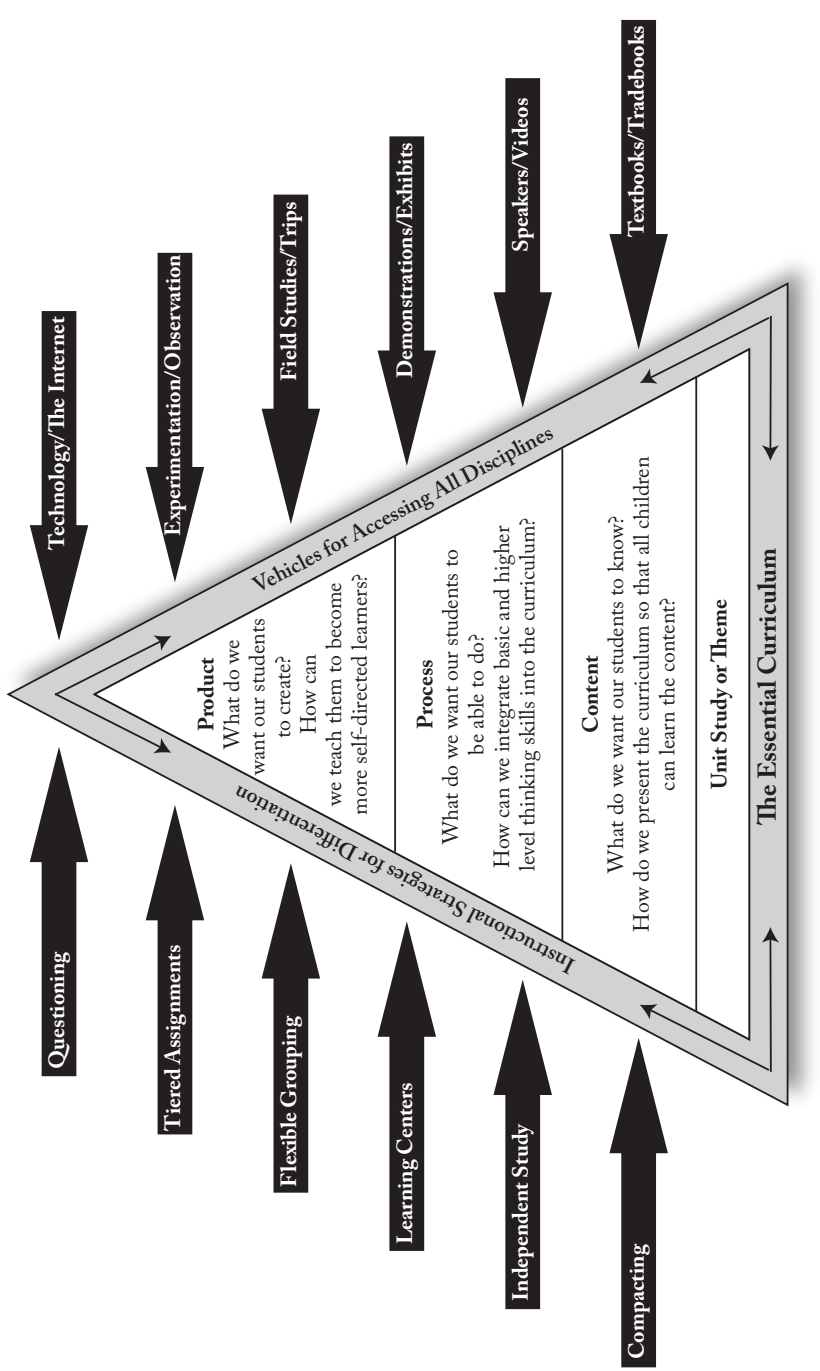 Questioning
Tiered Assignments
Flexible Grouping
Learning Centers
Independent Study
Compacting
Technology/The Internet
Experimentation/Observation
Field Studies/Trips
Demonstrations/Exhibits
Speakers/Videos
Textbooks/Tradebooks
Instructional Strategies for Differentiation
Vehicles for Accessing All Disciplines
Product
What do we
want our students
to create?
How can
we teach them to become
more self-directed learners?
Process
What do we want our students to
be able to do?
How can we integrate basic and higher
level thinking skills into the curriculum?
Content
What do we want our students to know?
How do we present the curriculum so that all children
can learn the content?
Unit Study or Theme
The Essential Curriculum